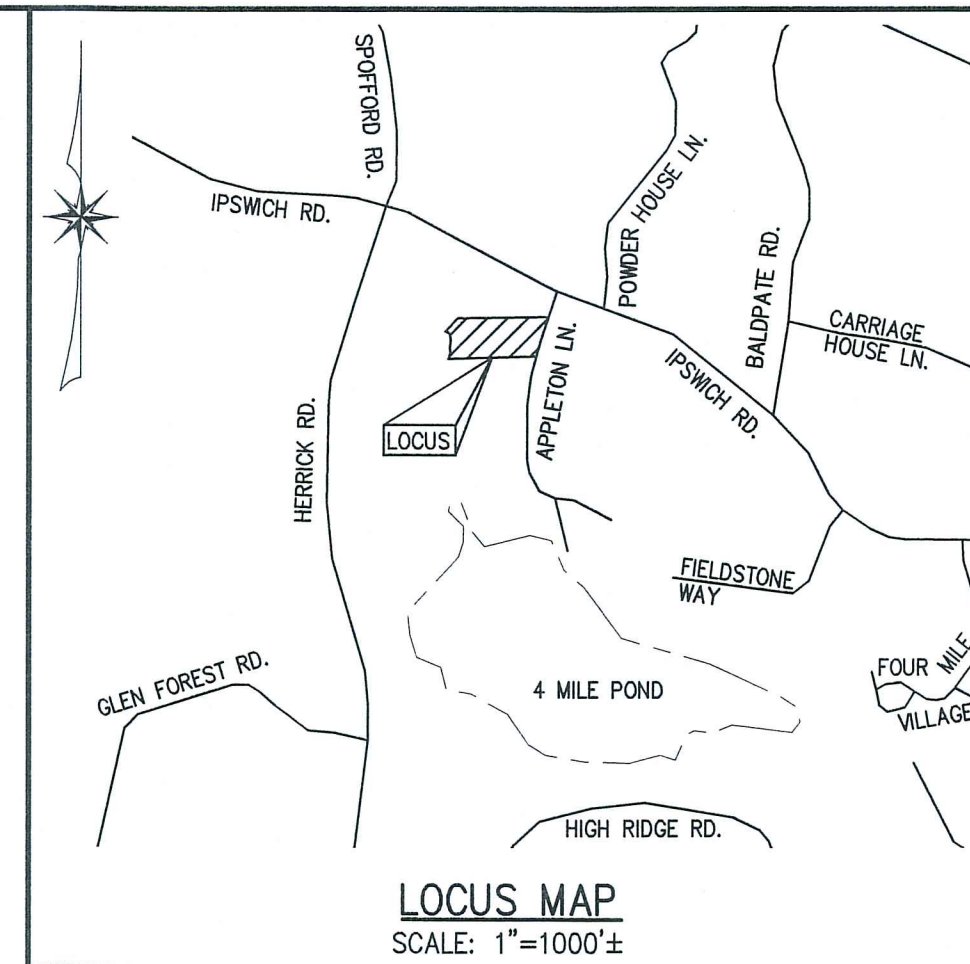 SPOFFORD RD.
IPSWICH RD.
POWDER HOUSE LN.
BALDPATE RD.
CARRIAGE
HOUSE LN.
APPLETON LN.
IPSWICH RD.
LOCUS
HERRICK RD.
FIELDSTONE
WAY
GLEN FOREST RD.
4 MILE POND
FOUR MILE
VILLAGE
HIGH RIDGE RD.
LOCUS MAP
SCALE: 1"=1000'±